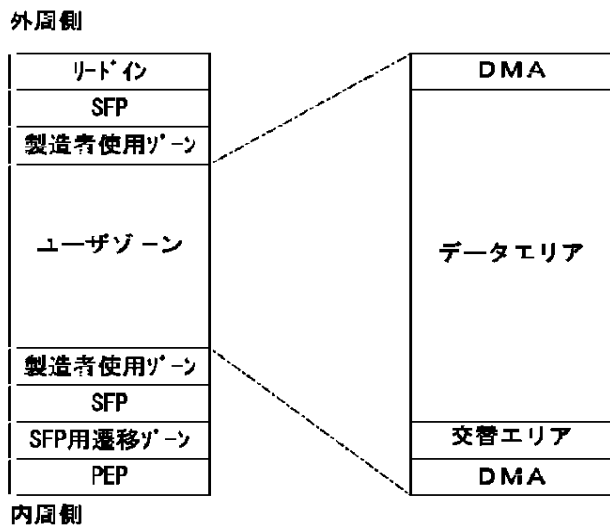 外周側
リードイン
SFP
製造者使用ゾーン
ユーザゾーン
製造者使用ゾーン
SFP
SFP用遷移ゾーン
PEP
内周側
DMA
データエリア
交替エリア
DMA